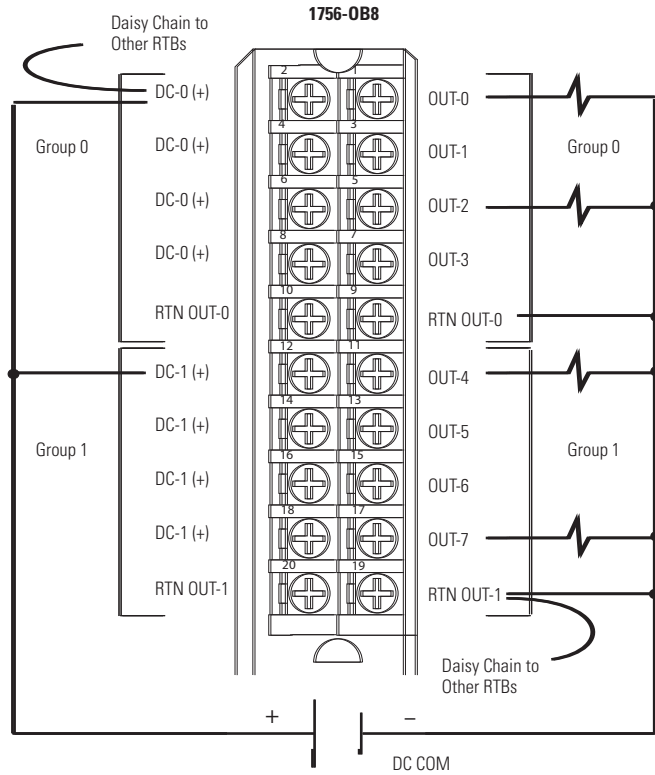 1756-OB8
Daisy Chain to
Other RTBs
DC-0 (+)
2
1
OUT-0
Group 0
DC-0 (+)
4
3
OUT-1
Group 0
DC-0 (+)
6
5
OUT-2
DC-0 (+)
8
7
OUT-3
RTN OUT-0
10
9
RTN OUT-0
DC-1 (+)
12
11
OUT-4
DC-1 (+)
14
13
OUT-5
Group 1
DC-1 (+)
16
15
OUT-6
Group 1
DC-1 (+)
18
17
OUT-7
RTN OUT-1
20
19
RTN OUT-1
Daisy Chain to
Other RTBs
+
–
DC COM